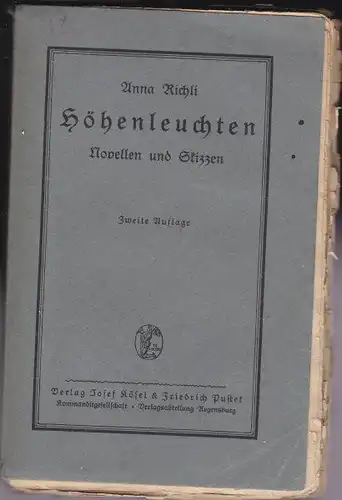 Anna Richli
Höhenleuchten
Novellen und Skizzen
Zweite Auflage
Verlag Josef Kösel & Friedrich Pustet
Kommanditgesellschaft • Verlagsabteilung Regensburg